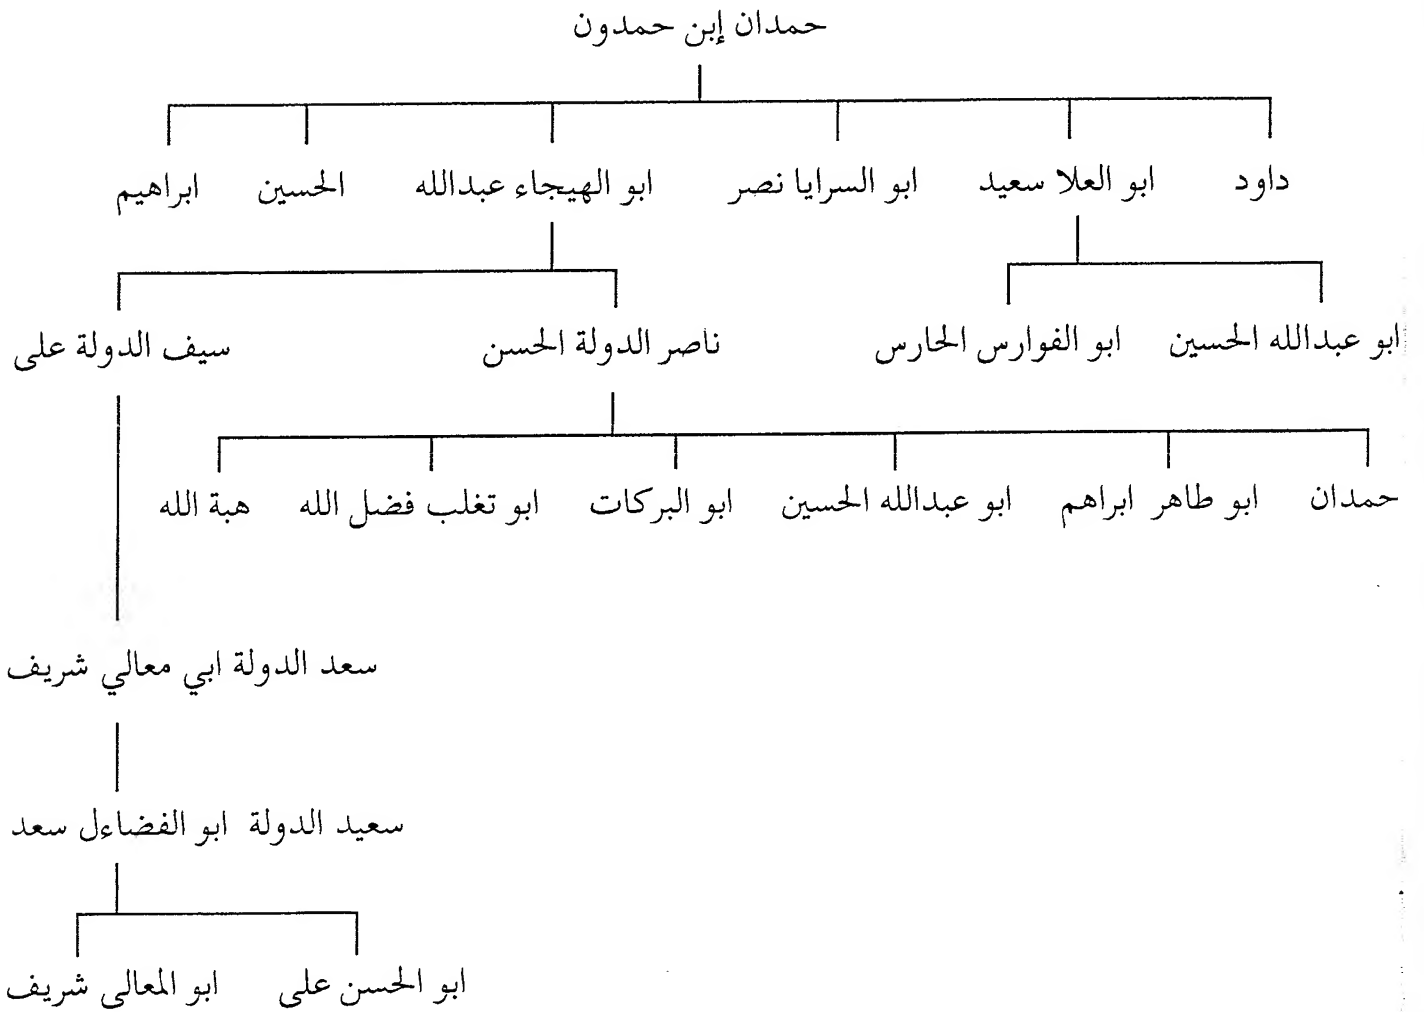 حمدان إبن حمدون
داود ابو العلا سعيد ابو السرايا نصر ابو الهيجاء عبدالله الحسين ابراهيم
ابو عبدالله الحسين ابو الفوارس الحارس ناصر الدولة الحسن سيف الدولة على
حمدان ابو طاهر ابراهم ابو عبدالله الحسين ابو البركات ابو تغلب فضل الله هبة الله
سعد الدولة ابي معالي شريف
سعيد الدولة ابو الفضاءل سعد
ابو الحسن على ابو المعالى شريف